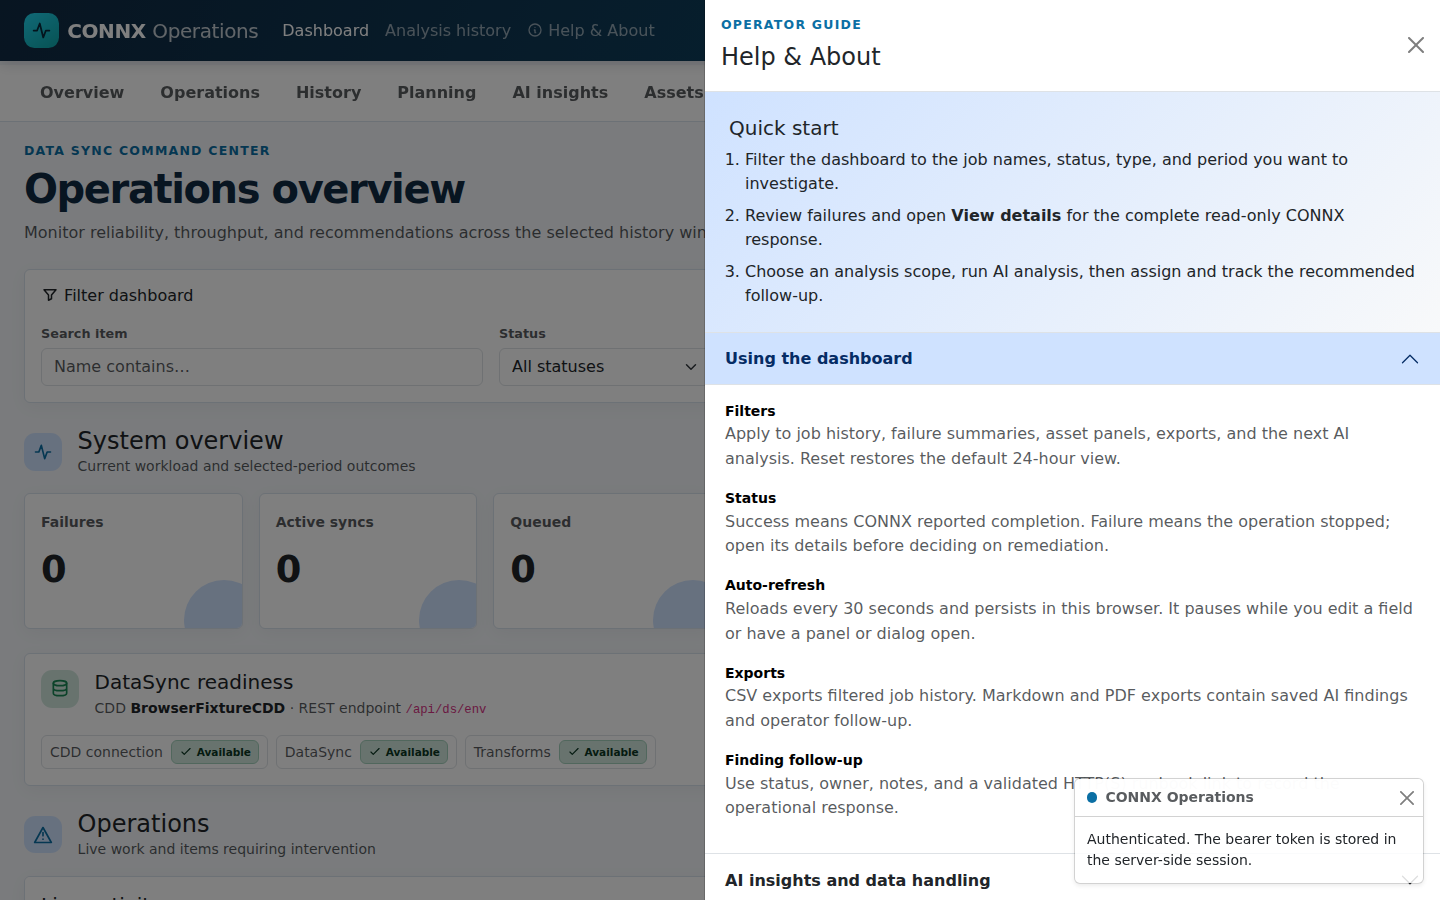 CONNX Operations
Dashboard
Analysis history
Help & About
Overview
Operations
History
Planning
AI insights
Assets
DATA SYNC COMMAND CENTER
Operations overview
Monitor reliability, throughput, and recommendations across the selected history
Filter dashboard
Search item
Status
Name contains...
All statuses
System overview
Current workload and selected-period outcomes
Failures
Active syncs
Queued
0
0
0
DataSync readiness
CDD BrowserFixtureCDD · REST endpoint /api/ds/env
CDD connection
Available
DataSync
Available
Transforms
Available
Operations
Live work and items requiring intervention
OPERATOR GUIDE
Help & About
Quick start
1. Filter the dashboard to the job names, status, type, and period you want to
investigate.
2. Review failures and open View details for the complete read-only CONNX
response.
3. Choose an analysis scope, run AI analysis, then assign and track the recommended
follow-up.
Using the dashboard
Filters
Apply to job history, failure summaries, asset panels, exports, and the next AI
analysis. Reset restores the default 24-hour view.
Status
Success means CONNX reported completion. Failure means the operation stopped;
open its details before deciding on remediation.
Auto-refresh
Reloads every 30 seconds and persists in this browser. It pauses while you edit a field
or have a panel or dialog open.
Exports
CSV exports filtered job history. Markdown and PDF exports contain saved AI findings
and operator follow-up.
Finding follow-up
Use status, owner, notes, and a validated
operational response.
AI insights and data handling
CONNX Operations
Authenticated. The bearer token is stored in
the server-side session.